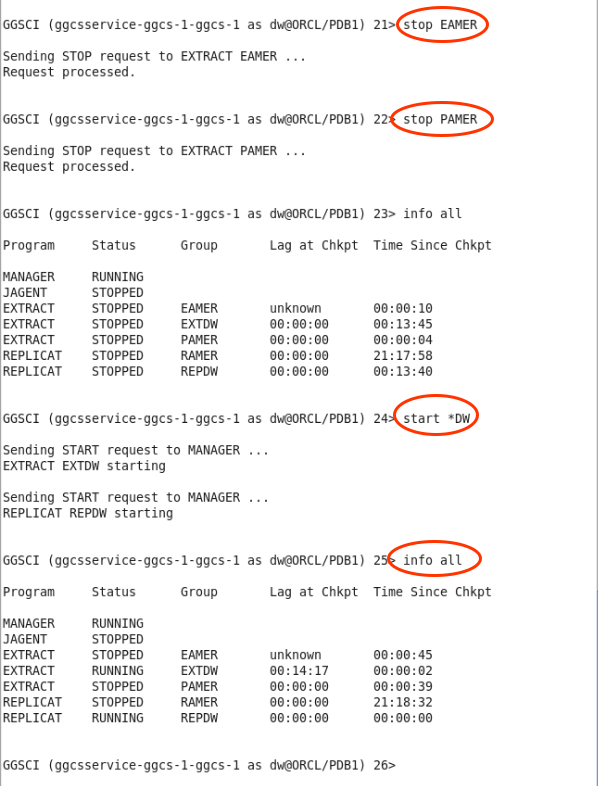 GGSCI (ggcsservice-ggcs-1-ggcs-1 as dw@ORCL/PDB1) 21> stop EAMER
Sending STOP request to EXTRACT EAMER ...
Request processed.
GGSCI (ggcsservice-ggcs-1-ggcs-1 as dw@ORCL/PDB1) 22> stop PAMER
Sending STOP request to EXTRACT PAMER ...
Request processed.
GGSCI (ggcsservice-ggcs-1-ggcs-1 as dw@ORCL/PDB1) 23> info all
Program     Status      Group       Lag at Chkpt  Time Since Chkpt
MANAGER     RUNNING
JAGENT      STOPPED
EXTRACT     STOPPED     EAMER       unknown       00:00:10
EXTRACT     STOPPED     EXTDW       00:00:00      00:13:45
EXTRACT     STOPPED     PAMER       00:00:00      00:00:04
REPLICAT    STOPPED     RAMER       00:00:00      21:17:58
REPLICAT    STOPPED     REPDW       00:00:00      00:13:40
GGSCI (ggcsservice-ggcs-1-ggcs-1 as dw@ORCL/PDB1) 24> start *DW
Sending START request to MANAGER ...
EXTRACT EXTDW starting
Sending START request to MANAGER ...
REPLICAT REPDW starting
GGSCI (ggcsservice-ggcs-1-ggcs-1 as dw@ORCL/PDB1) 25> info all
Program     Status      Group       Lag at Chkpt  Time Since Chkpt
MANAGER     RUNNING
JAGENT      STOPPED
EXTRACT     STOPPED     EAMER       unknown       00:00:45
EXTRACT     RUNNING     EXTDW       00:14:17      00:00:02
EXTRACT     STOPPED     PAMER       00:00:00      00:00:39
REPLICAT    STOPPED     RAMER       00:00:00      21:18:32
REPLICAT    RUNNING     REPDW       00:00:00      00:00:00
GGSCI (ggcsservice-ggcs-1-ggcs-1 as dw@ORCL/PDB1) 26>